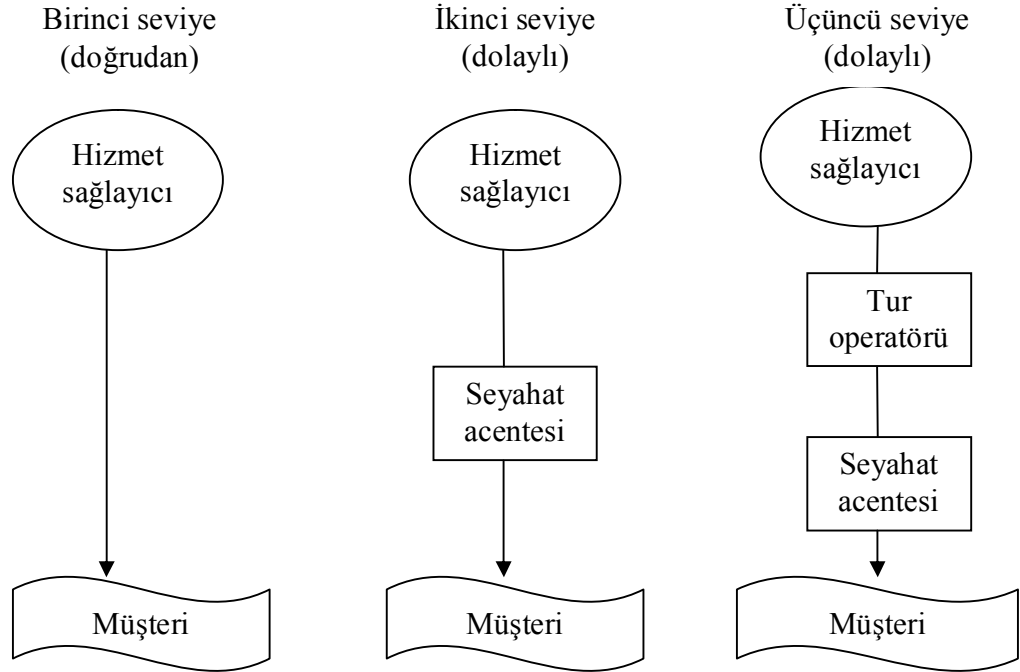 Birinci seviye
(doğrudan)
Hizmet
sağlayıcı
Müşteri
İkinci seviye
(dolaylı)
Hizmet
sağlayıcı
Seyahat
acentesi
Müşteri
Üçüncü seviye
(dolaylı)
Hizmet
sağlayıcı
Tur
operatörü
Seyahat
acentesi
Müşteri